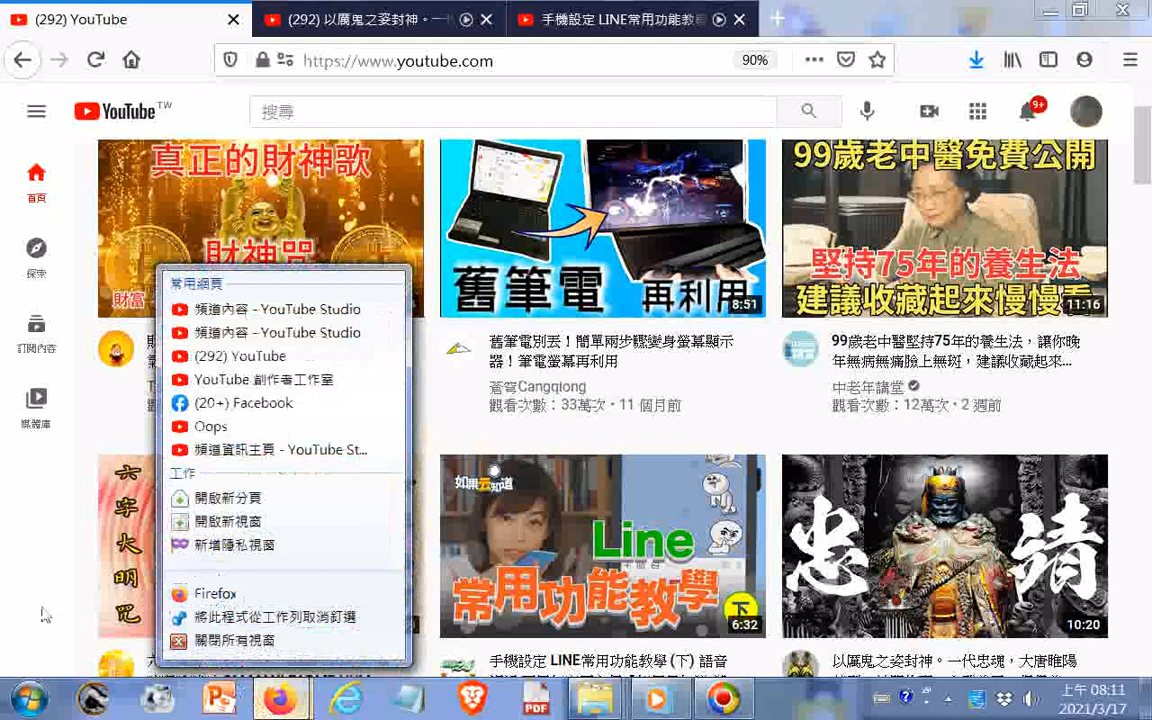 (292) YouTube
(292) 以厲鬼之姿封神。一
手機設定 LINE常用功能教
https://www.youtube.com
90%
YouTube TW
搜尋
9+
首頁
探索
訂閱內容
媒體庫
真正的財神歌
財神咒
財富
舊筆電 再利用
8:51
99歲老中醫免費公開
堅持75年的養生法
建議收藏起來慢慢看
11:16
舊筆電別丟！簡單兩步驟變身螢幕顯示
器！筆電螢幕再利用
蒼穹Cangqiong
觀看次數：33萬次・11 個月前
99歲老中醫堅持75年的養生法，讓你晚
年無病無痛臉上無斑，建議收藏起來...
中老年講堂
觀看次數：12萬次・2 週前
常用網頁
頻道內容 - YouTube Studio
頻道內容 - YouTube Studio
(292) YouTube
YouTube 創作者工作室
(20+) Facebook
Oops
頻道資訊主頁 - YouTube St...
工作
開啟新分頁
開啟新視窗
新增隱私視窗
Firefox
將此程式從工作列取消釘選
關閉所有視窗
六字大明咒
如果云知道
Line
常用功能教學
下
6:32
忠 靖
10:20
手機設定 LINE常用功能教學 (下) 語音
以厲鬼之姿封神。一代忠魂，大唐睢陽
PDF
上午 08:11
2021/3/17